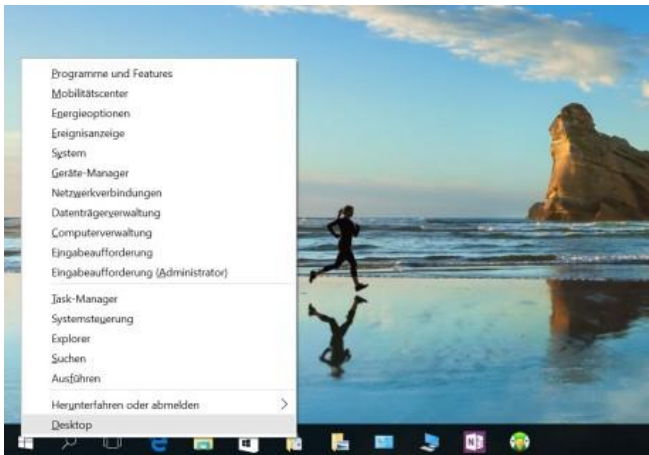 Programme und Features
Mobilitätscenter
Energieoptionen
Ereignisanzeige
System
Geräte-Manager
Netzwerkverbindungen
Datenträgerverwaltung
Computerverwaltung
Eingabeaufforderung
Eingabeaufforderung (Administrator)
Task-Manager
Systemsteuerung
Explorer
Suchen
Ausführen
Herunterfahren oder abmelden
Desktop